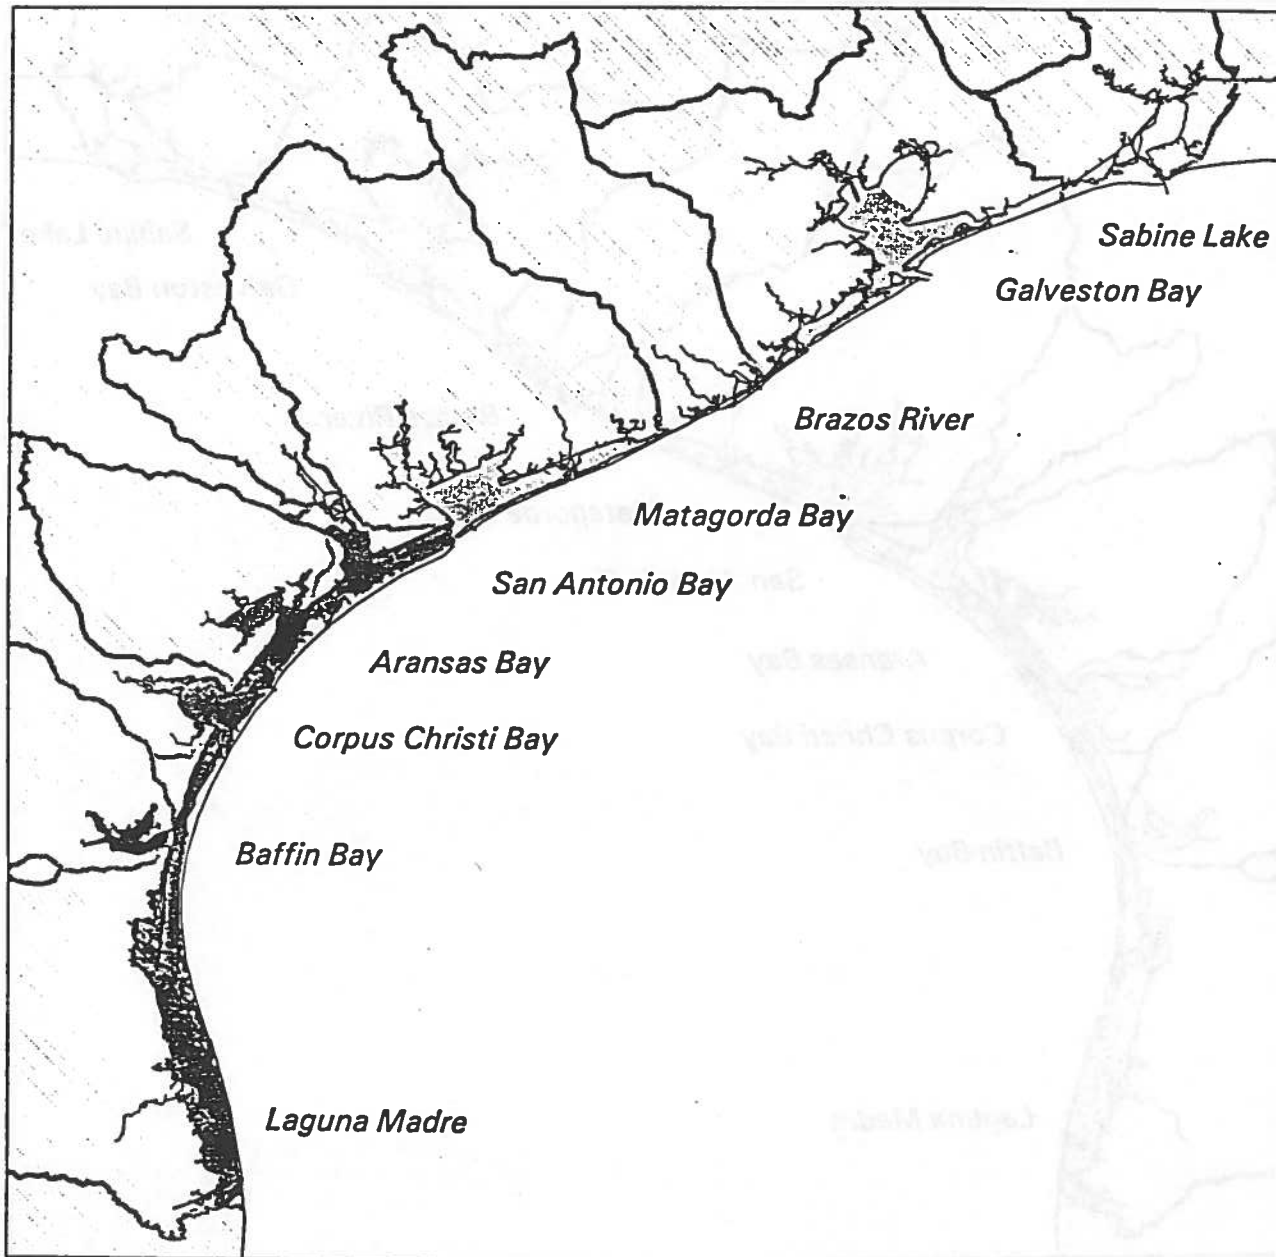 Sabine Lake
Galveston Bay
Brazos River
Matagorda Bay
San Antonio Bay
Aransas Bay
Corpus Christi Bay
Baffin Bay
Laguna Madre